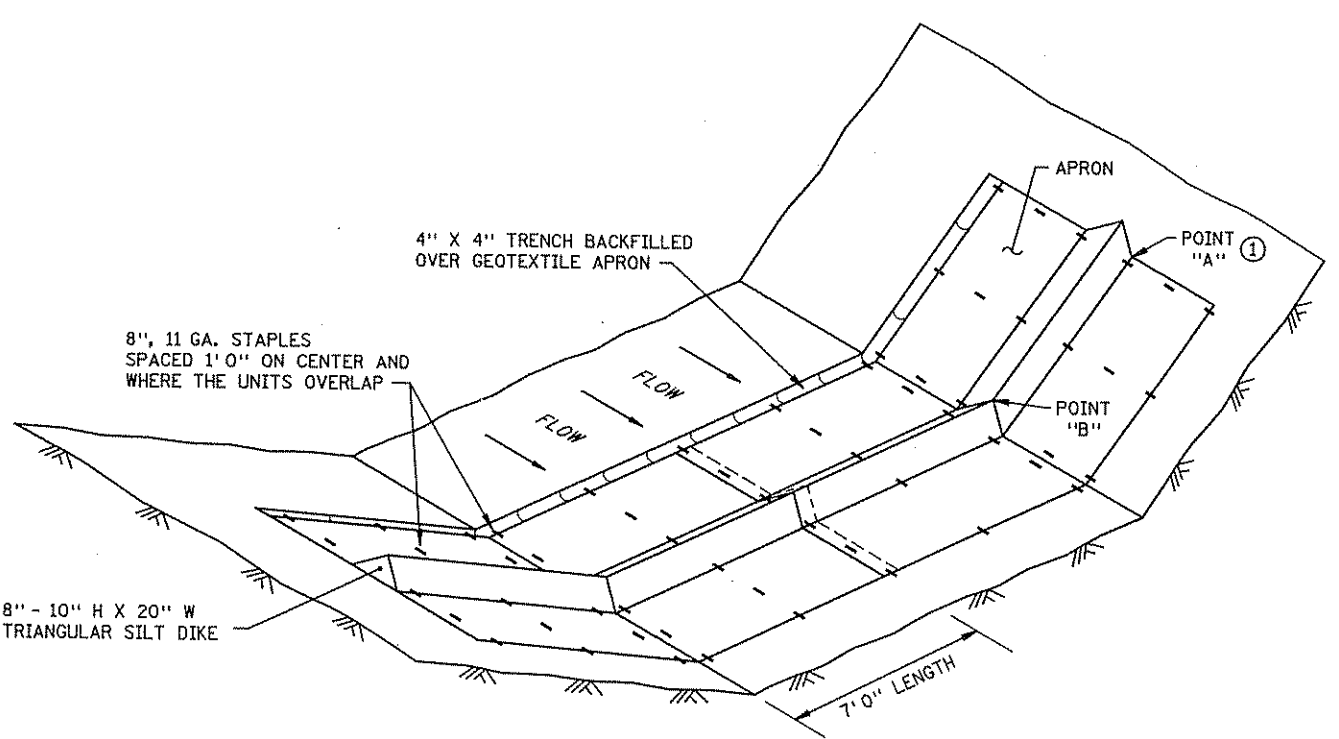 APRON
POINT ①
"A"
4" X 4" TRENCH BACKFILLED
OVER GEOTEXTILE APRON
8", 11 GA. STAPLES
SPACED 1' 0" ON CENTER AND
WHERE THE UNITS OVERLAP
FLOW
FLOW
POINT
"B"
8" - 10" H X 20" W
TRIANGULAR SILT DIKE
7' 0" LENGTH